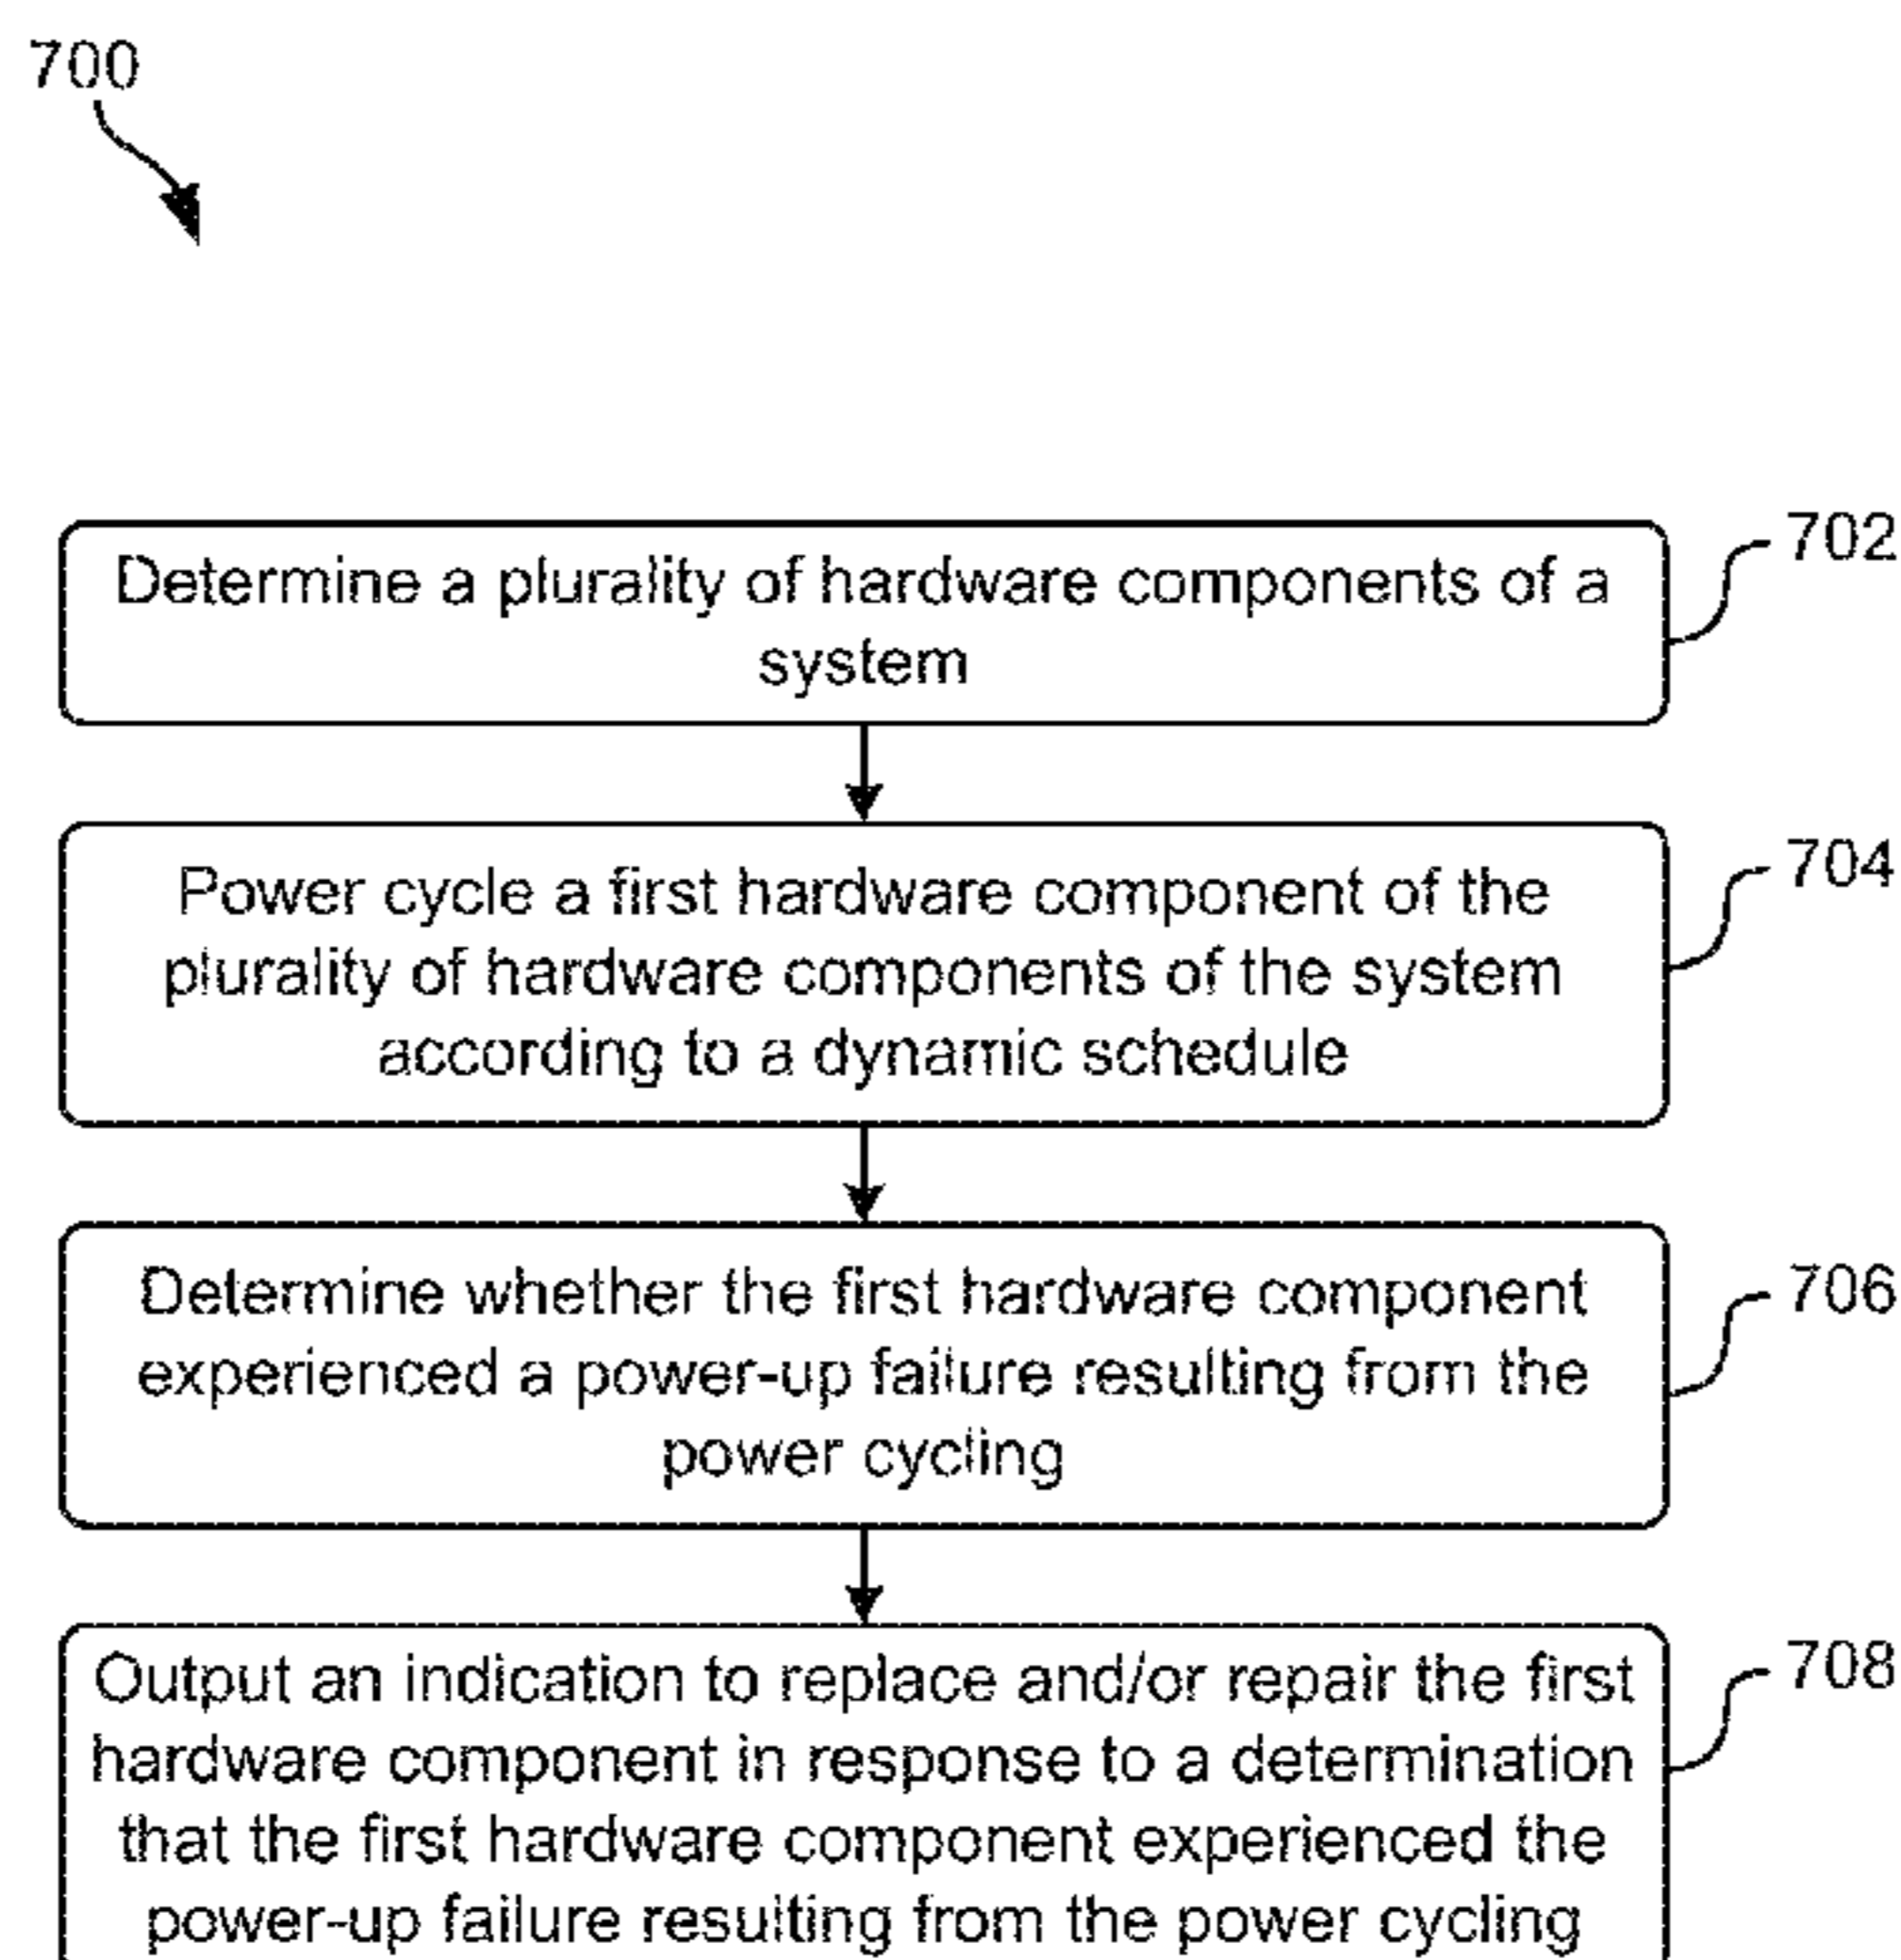 700
Determine a plurality of hardware components of a
system
702
Power cycle a first hardware component of the
plurality of hardware components of the system
according to a dynamic schedule
704
Determine whether the first hardware component
experienced a power-up failure resulting from the
power cycling
706
Output an indication to replace and/or repair the first
hardware component in response to a determination
that the first hardware component experienced the
power-up failure resulting from the power cycling
708